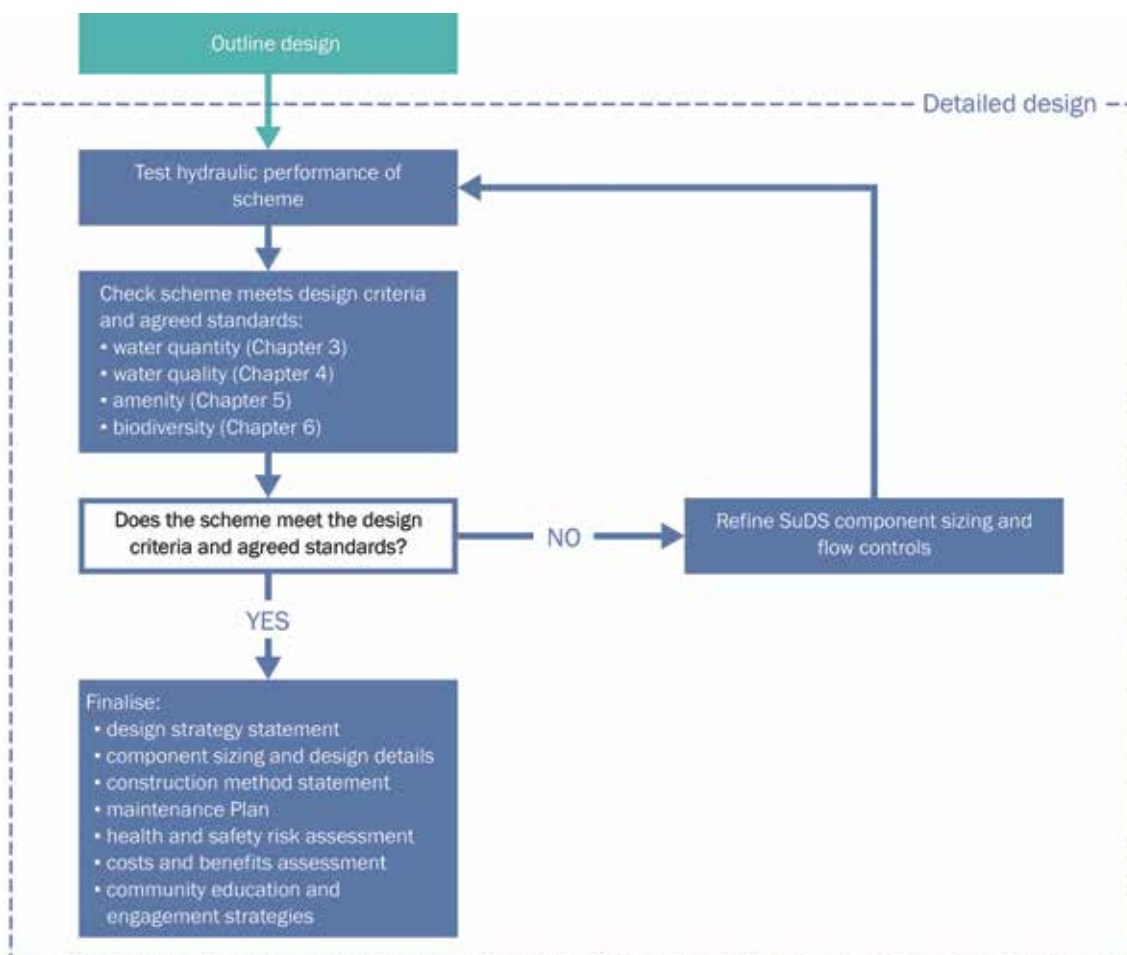 Outline design
Detailed design
Test hydraulic performance of
scheme
Check scheme meets design criteria
and agreed standards:
• water quantity (Chapter 3)
• water quality (Chapter 4)
• amenity (Chapter 5)
• biodiversity (Chapter 6)
Does the scheme meet the design
criteria and agreed standards?
NO
Refine SuDS component sizing and
flow controls
YES
Finalise:
• design strategy statement
• component sizing and design details
• construction method statement
• maintenance Plan
• health and safety risk assessment
• costs and benefits assessment
• community education and
engagement strategies